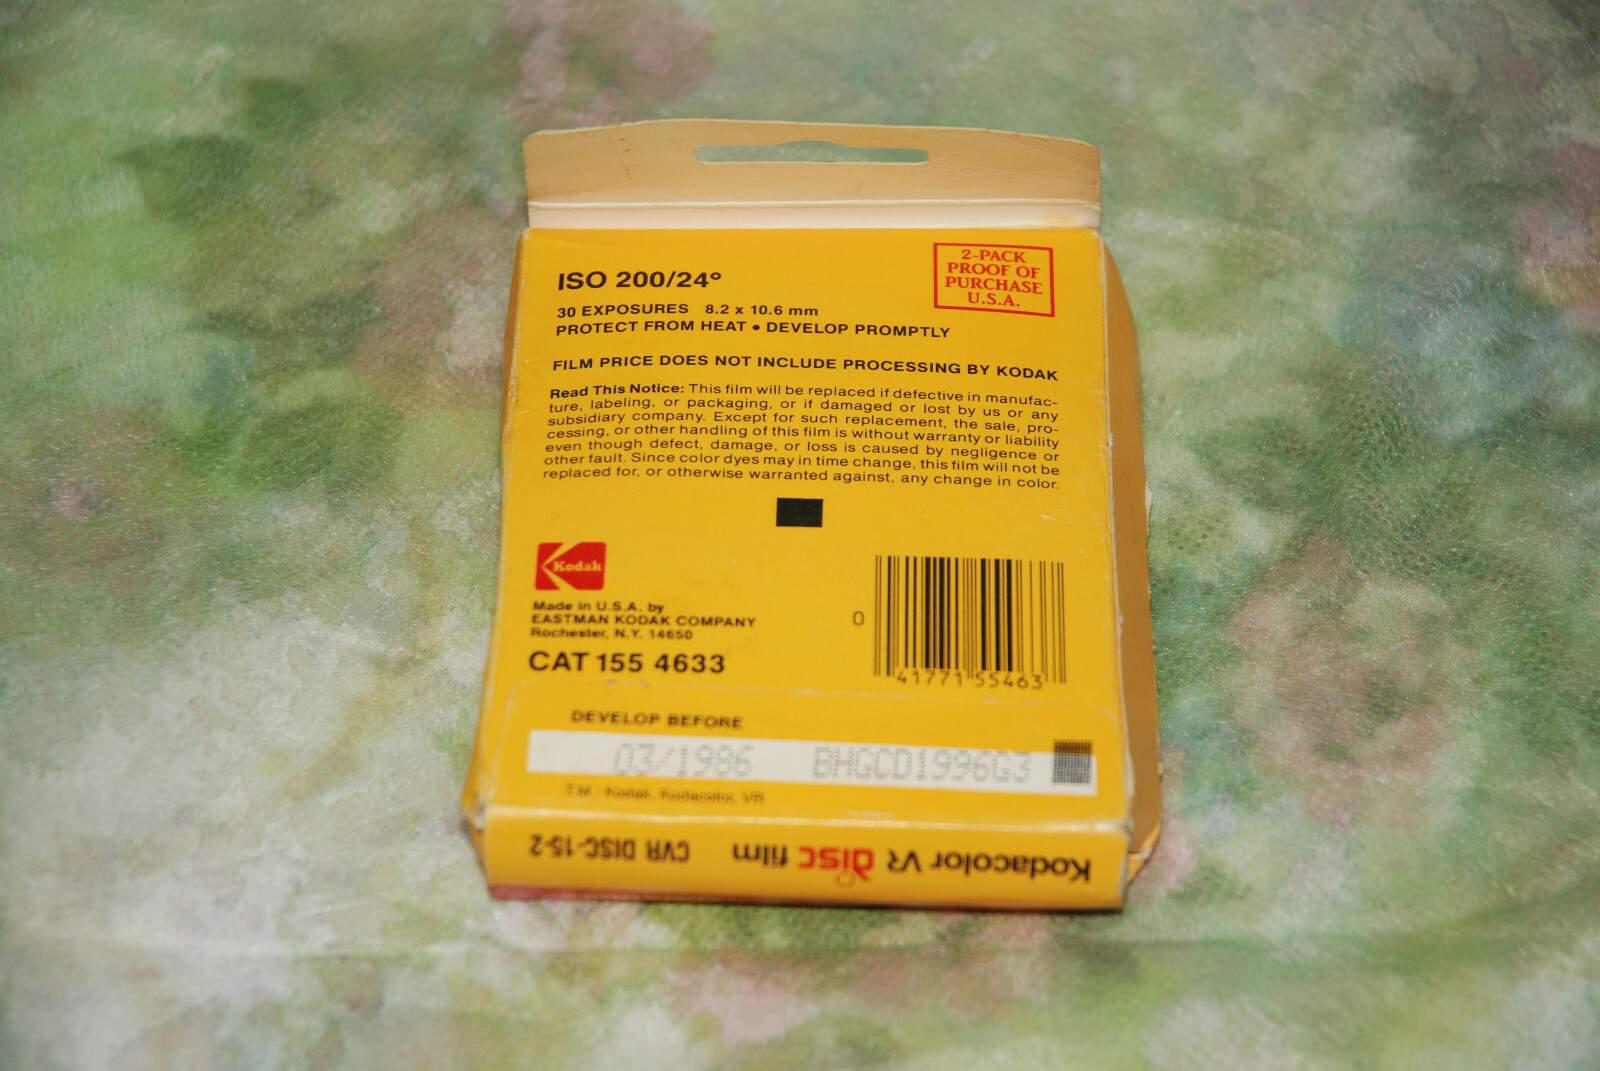 2-PACK
PROOF OF
PURCHASE
U.S.A.
ISO 200/24°
30 EXPOSURES 8.2 x 10.6 mm
PROTECT FROM HEAT • DEVELOP PROMPTLY
FILM PRICE DOES NOT INCLUDE PROCESSING BY KODAK
Read This Notice: This film will be replaced if defective in manufac-
ture, labeling, or packaging, or if damaged or lost by us or any
subsidiary company. Except for such replacement, the sale, pro-
cessing, or other handling of this film is without warranty or liability
even though defect, damage, or loss is caused by negligence or
other fault. Since color dyes may in time change, this film will not be
replaced for, or otherwise warranted against, any change in color.
Kodak
Made in U.S.A. by
EASTMAN KODAK COMPANY
Rochester, N.Y. 14650
CAT 155 4633
0 41771 55463
DEVELOP BEFORE
03/1986 BHGCD1996G3
T.M.: Kodak, Kodacolor, VR
Kodacolor VR disc film CVR DISC-15-2